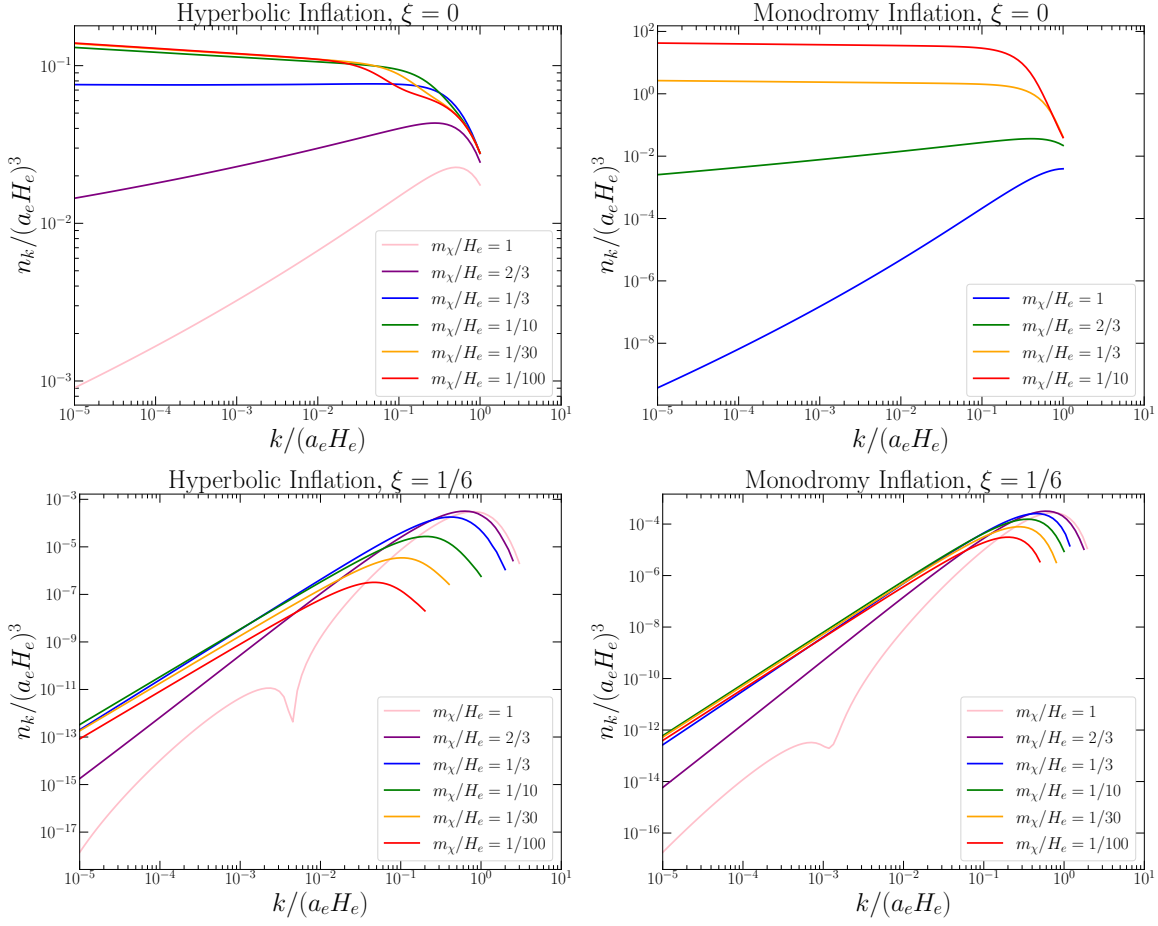 Hyperbolic Inflation, ξ = 0
n_k/(a_eH_e)^3
10^{-1}
10^{-2}
10^{-3}
10^{-5} 10^{-4} 10^{-3} 10^{-2} 10^{-1} 10^0 10^1
k/(a_eH_e)
m_χ/H_e = 1
m_χ/H_e = 2/3
m_χ/H_e = 1/3
m_χ/H_e = 1/10
m_χ/H_e = 1/30
m_χ/H_e = 1/100
Monodromy Inflation, ξ = 0
n_k/(a_eH_e)^3
10^2
10^0
10^{-2}
10^{-4}
10^{-6}
10^{-8}
10^{-5} 10^{-4} 10^{-3} 10^{-2} 10^{-1} 10^0 10^1
k/(a_eH_e)
m_χ/H_e = 1
m_χ/H_e = 2/3
m_χ/H_e = 1/3
m_χ/H_e = 1/10
Hyperbolic Inflation, ξ = 1/6
n_k/(a_eH_e)^3
10^{-3}
10^{-5}
10^{-7}
10^{-9}
10^{-11}
10^{-13}
10^{-15}
10^{-17}
10^{-5} 10^{-4} 10^{-3} 10^{-2} 10^{-1} 10^0 10^1
k/(a_eH_e)
m_χ/H_e = 1
m_χ/H_e = 2/3
m_χ/H_e = 1/3
m_χ/H_e = 1/10
m_χ/H_e = 1/30
m_χ/H_e = 1/100
Monodromy Inflation, ξ = 1/6
n_k/(a_eH_e)^3
10^{-4}
10^{-6}
10^{-8}
10^{-10}
10^{-12}
10^{-14}
10^{-16}
10^{-5} 10^{-4} 10^{-3} 10^{-2} 10^{-1} 10^0 10^1
k/(a_eH_e)
m_χ/H_e = 1
m_χ/H_e = 2/3
m_χ/H_e = 1/3
m_χ/H_e = 1/10
m_χ/H_e = 1/30
m_χ/H_e = 1/100